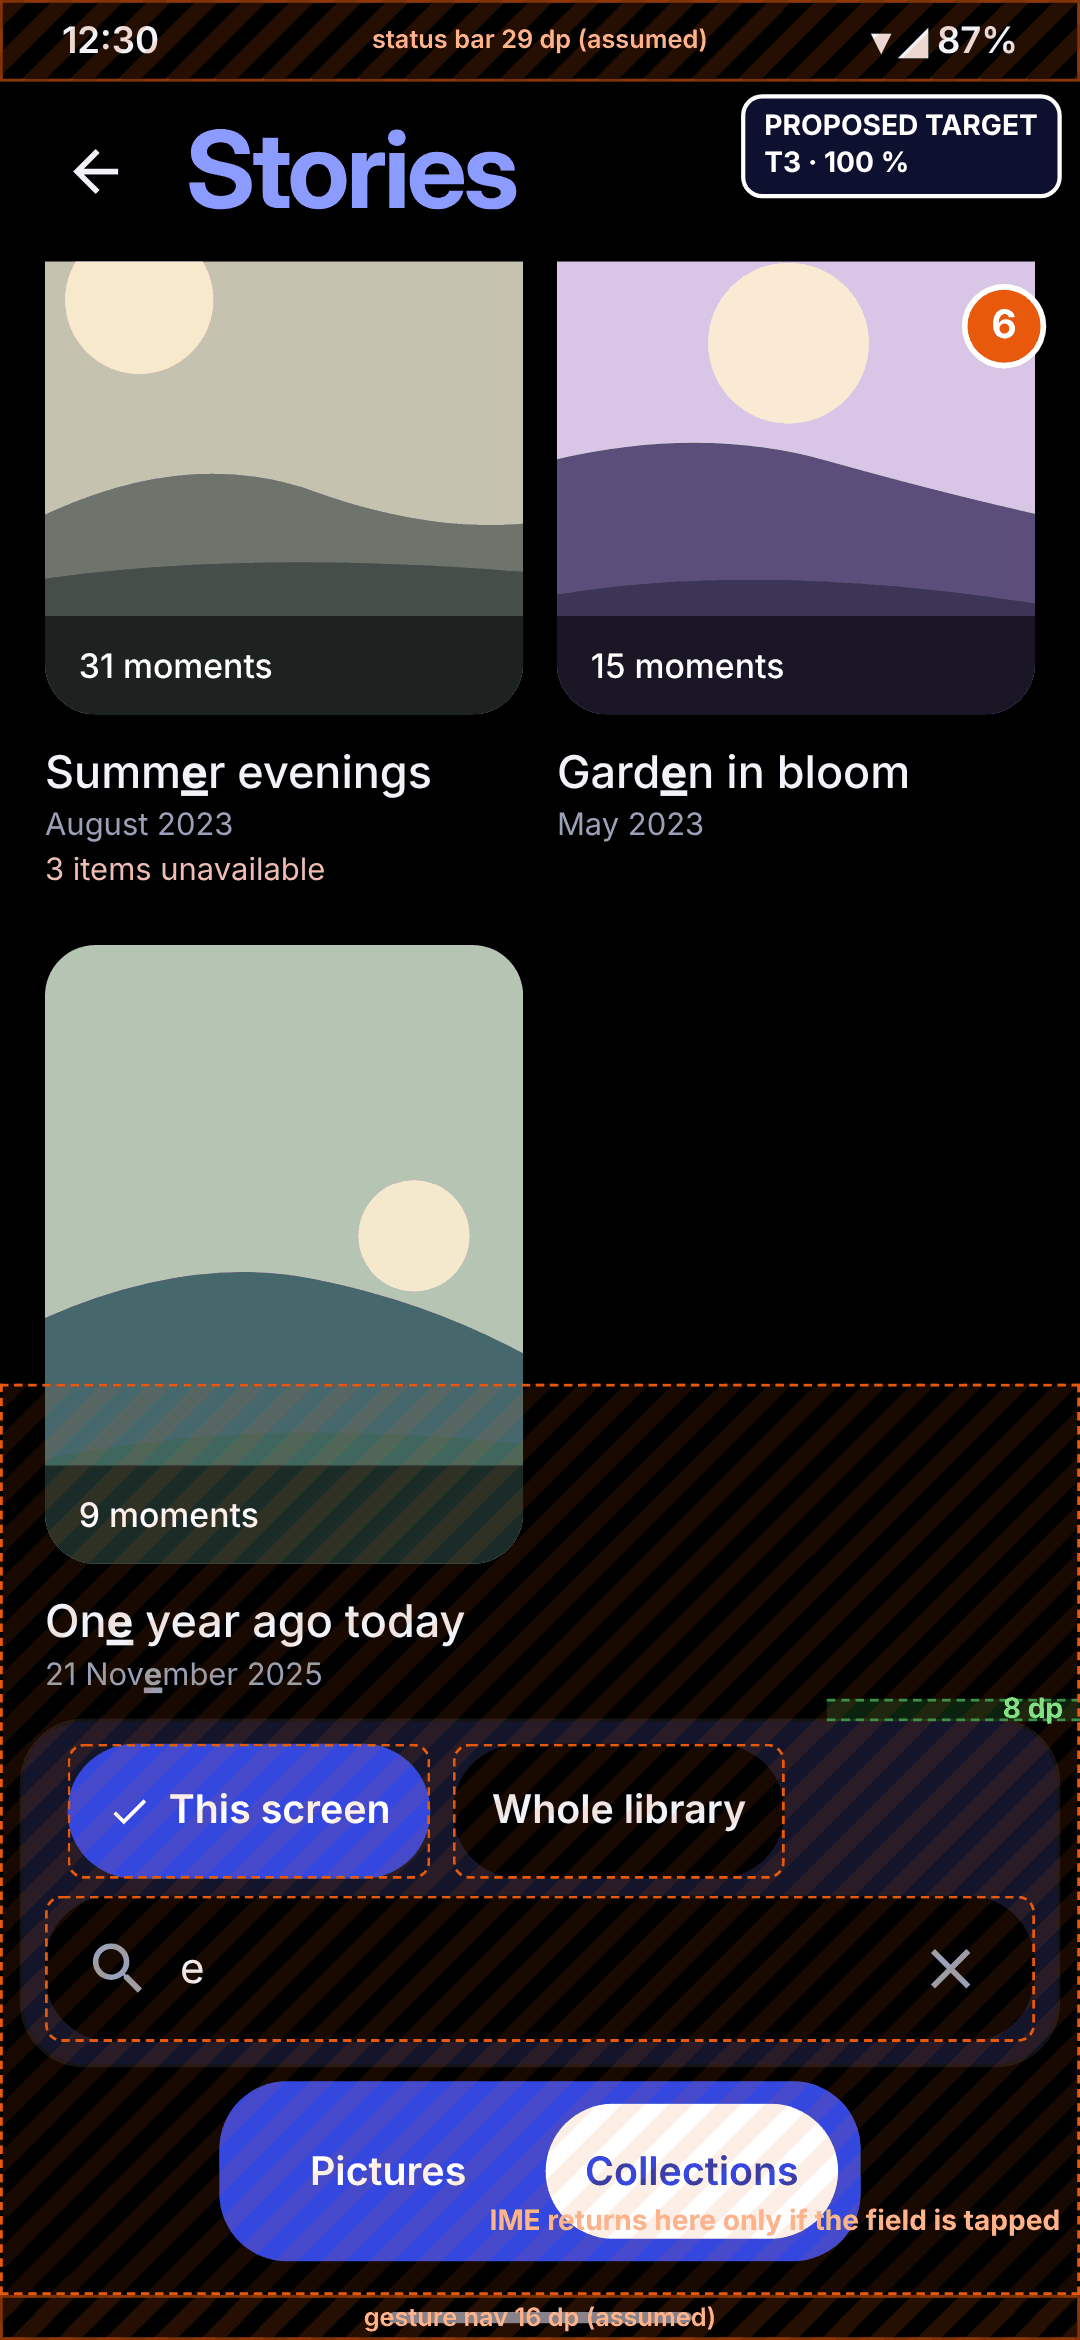 12:30
status bar 29 dp (assumed)
87%
Stories
PROPOSED TARGET
T3 · 100 %
6
31 moments
15 moments
Summer evenings
August 2023
3 items unavailable
Garden in bloom
May 2023
9 moments
One year ago today
21 November 2025
8 dp
This screen
Whole library
e
Pictures
Collections
IME returns here only if the field is tapped
gesture nav 16 dp (assumed)